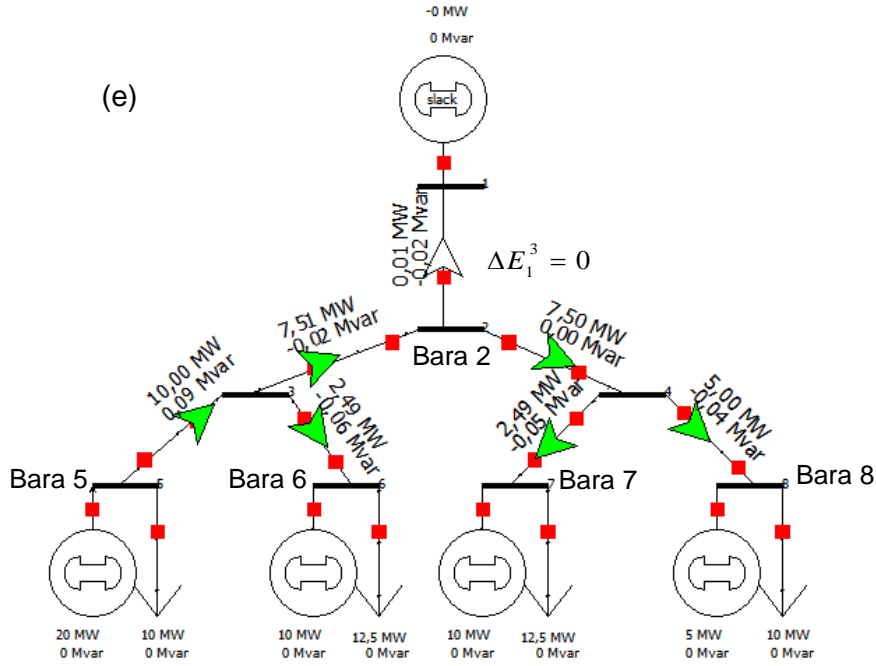 -0 MW
0 Mvar
(e)
slack
1
0,01 MW
-0,02 Mvar
ΔE₁³ = 0
7,51 MW
-0,02 Mvar
2
Bara 2
7,50 MW
0,00 Mvar
10,00 MW
0,09 Mvar
3
2,49 MW
-0,06 Mvar
4
2,49 MW
-0,05 Mvar
5,00 MW
-0,04 Mvar
Bara 5
5
Bara 6
6
7
Bara 7
8
Bara 8
20 MW
0 Mvar
10 MW
0 Mvar
10 MW
0 Mvar
12,5 MW
0 Mvar
10 MW
0 Mvar
12,5 MW
0 Mvar
5 MW
0 Mvar
10 MW
0 Mvar